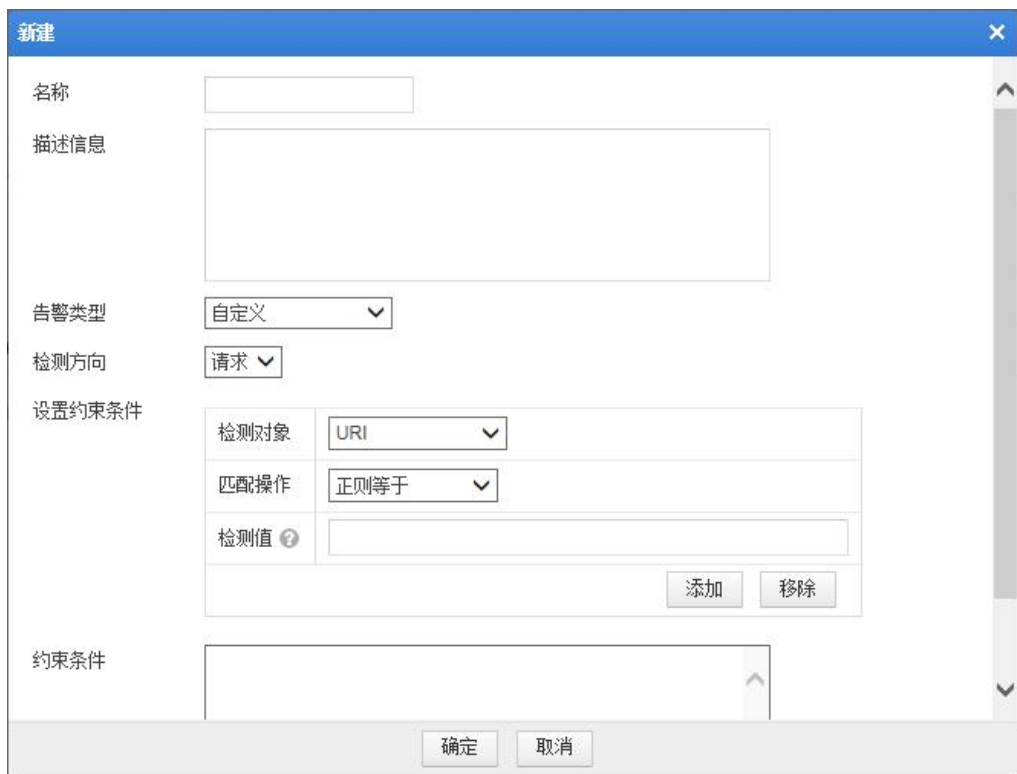 新建
名称
描述信息
告警类型 自定义
检测方向 请求
设置约束条件
检测对象 URI
匹配操作 正则等于
检测值
添加 移除
约束条件
确定 取消